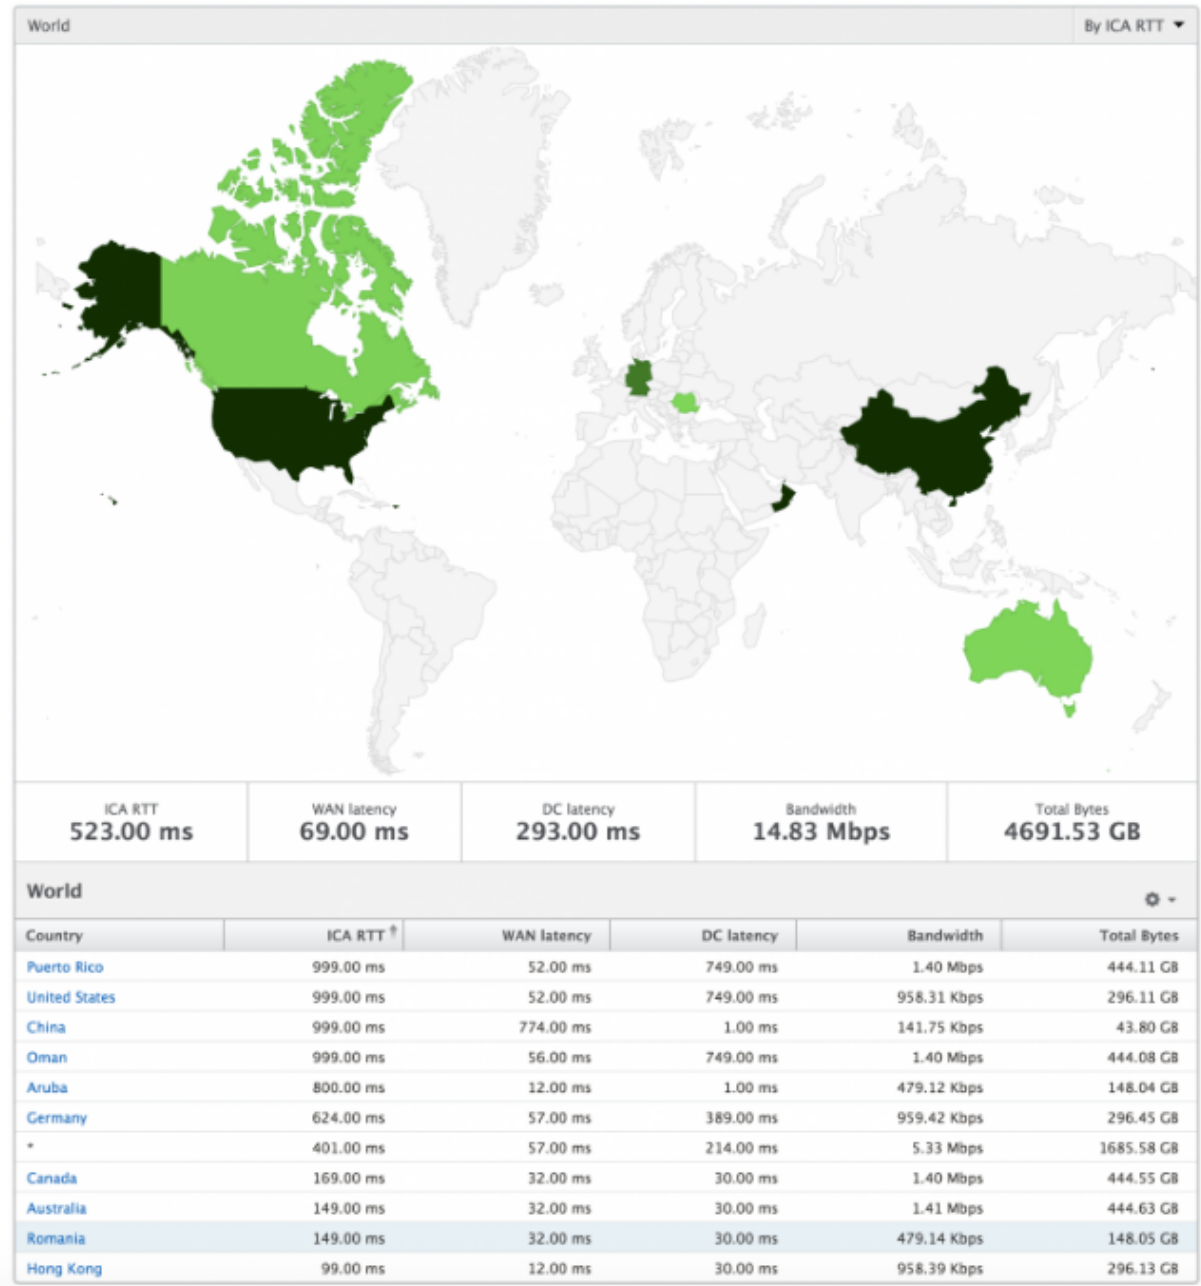 World By ICA RTT
ICA RTT WAN latency DC latency Bandwidth Total Bytes
523.00 ms 69.00 ms 293.00 ms 14.83 Mbps 4691.53 GB
World
Country ICA RTT WAN latency DC latency Bandwidth Total Bytes
Puerto Rico 999.00 ms 52.00 ms 749.00 ms 1.40 Mbps 444.11 GB
United States 999.00 ms 52.00 ms 749.00 ms 958.31 Kbps 296.11 GB
China 999.00 ms 774.00 ms 1.00 ms 141.75 Kbps 43.80 GB
Oman 999.00 ms 56.00 ms 749.00 ms 1.40 Mbps 444.08 GB
Aruba 800.00 ms 12.00 ms 1.00 ms 479.12 Kbps 148.04 GB
Germany 624.00 ms 57.00 ms 389.00 ms 959.42 Kbps 296.45 GB
* 401.00 ms 57.00 ms 214.00 ms 5.33 Mbps 1685.58 GB
Canada 169.00 ms 32.00 ms 30.00 ms 1.40 Mbps 444.55 GB
Australia 149.00 ms 32.00 ms 30.00 ms 1.41 Mbps 444.63 GB
Romania 149.00 ms 32.00 ms 30.00 ms 479.14 Kbps 148.05 GB
Hong Kong 99.00 ms 12.00 ms 30.00 ms 958.39 Kbps 296.13 GB